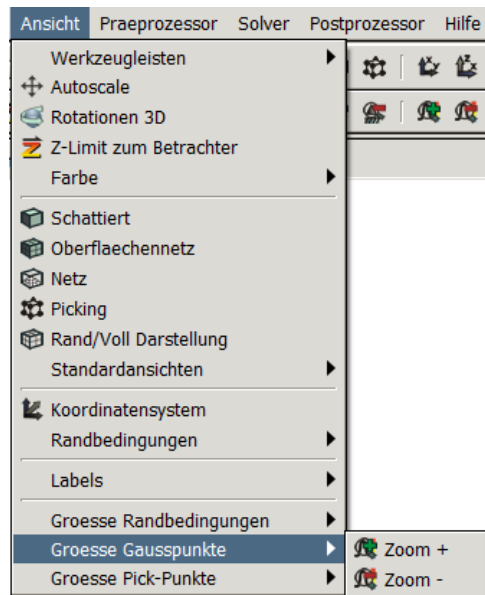 Ansicht Praeprozessor Solver Postprozessor Hilfe
Werkzeugleisten
Autoscale
Rotationen 3D
Z-Limit zum Betrachter
Farbe
Schattiert
Oberflaechennetz
Netz
Picking
Rand/Voll Darstellung
Standardansichten
Koordinatensystem
Randbedingungen
Labels
Groesse Randbedingungen
Groesse Gausspunkte
Zoom +
Groesse Pick-Punkte
Zoom -